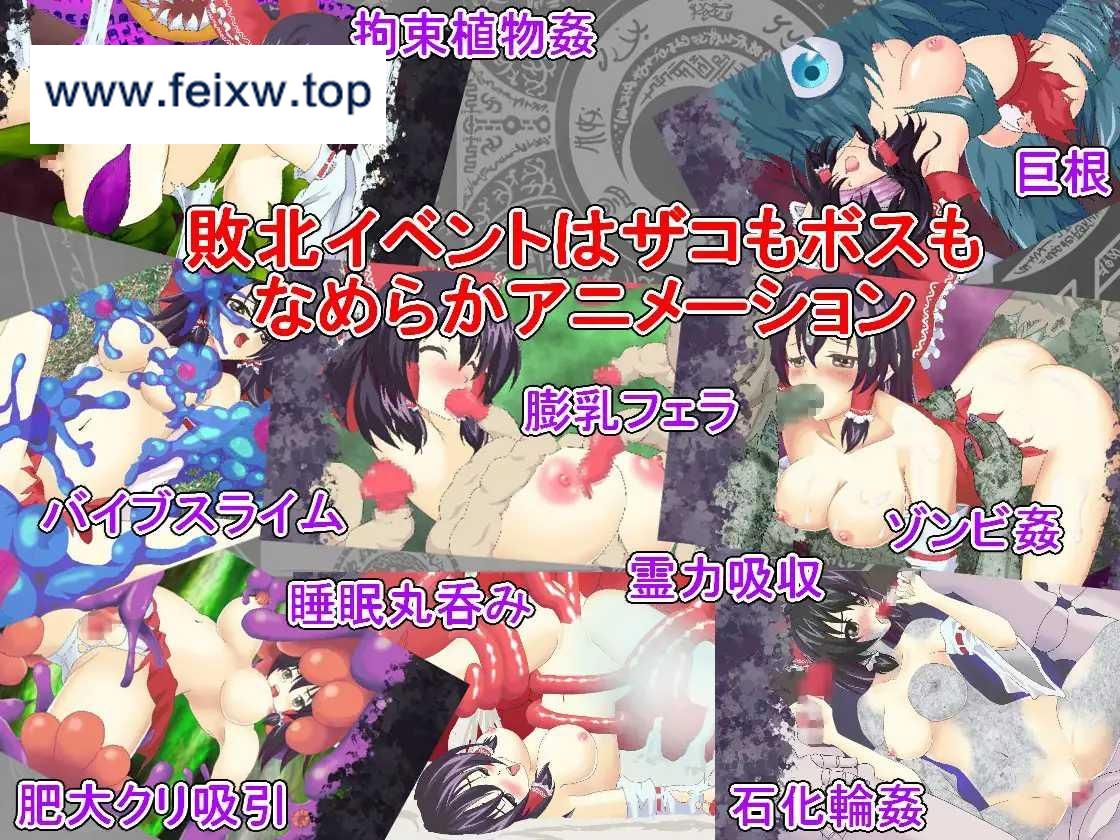 拘束植物姦
www.feixw.top
巨根
敗北イベントはザコもボスも
なめらかアニメーション
膨乳フェラ
バイブスライム
ゾンビ姦
霊力吸収
睡眠丸呑み
肥大クリ吸引
石化輪姦